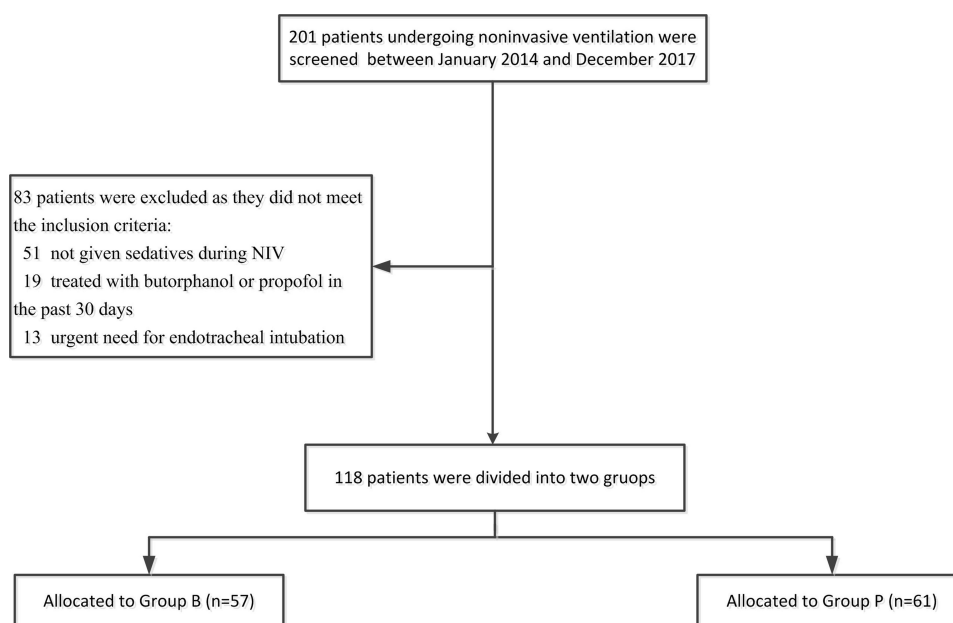 201 patients undergoing noninvasive ventilation were
screened between January 2014 and December 2017
83 patients were excluded as they did not meet
the inclusion criteria:
51 not given sedatives during NIV
19 treated with butorphanol or propofol in
the past 30 days
13 urgent need for endotracheal intubation
118 patients were divided into two gruops
Allocated to Group B (n=57)
Allocated to Group P (n=61)